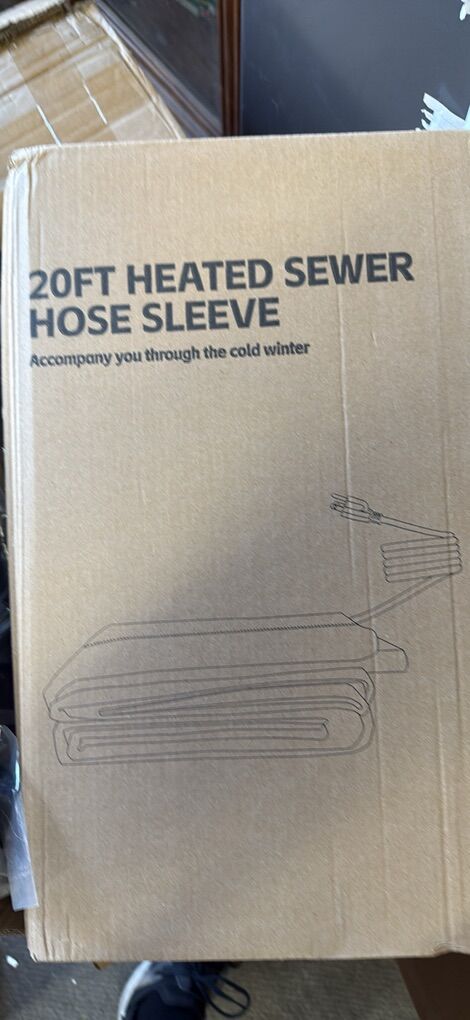 20FT HEATED SEWER
HOSE SLEEVE
Accompany you through the cold winter